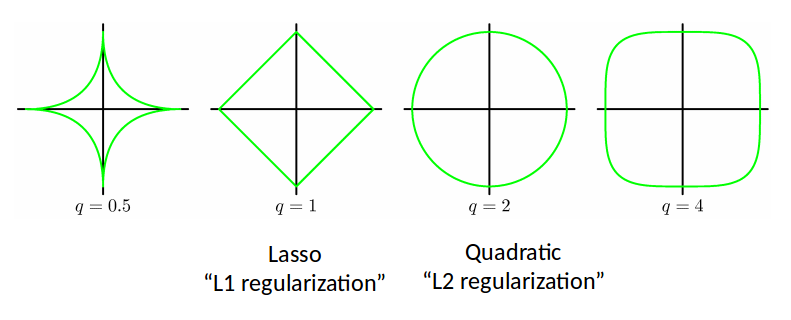 q = 0.5
q = 1
q = 2
q = 4
Lasso
“L1 regularization”
Quadratic
“L2 regularization”